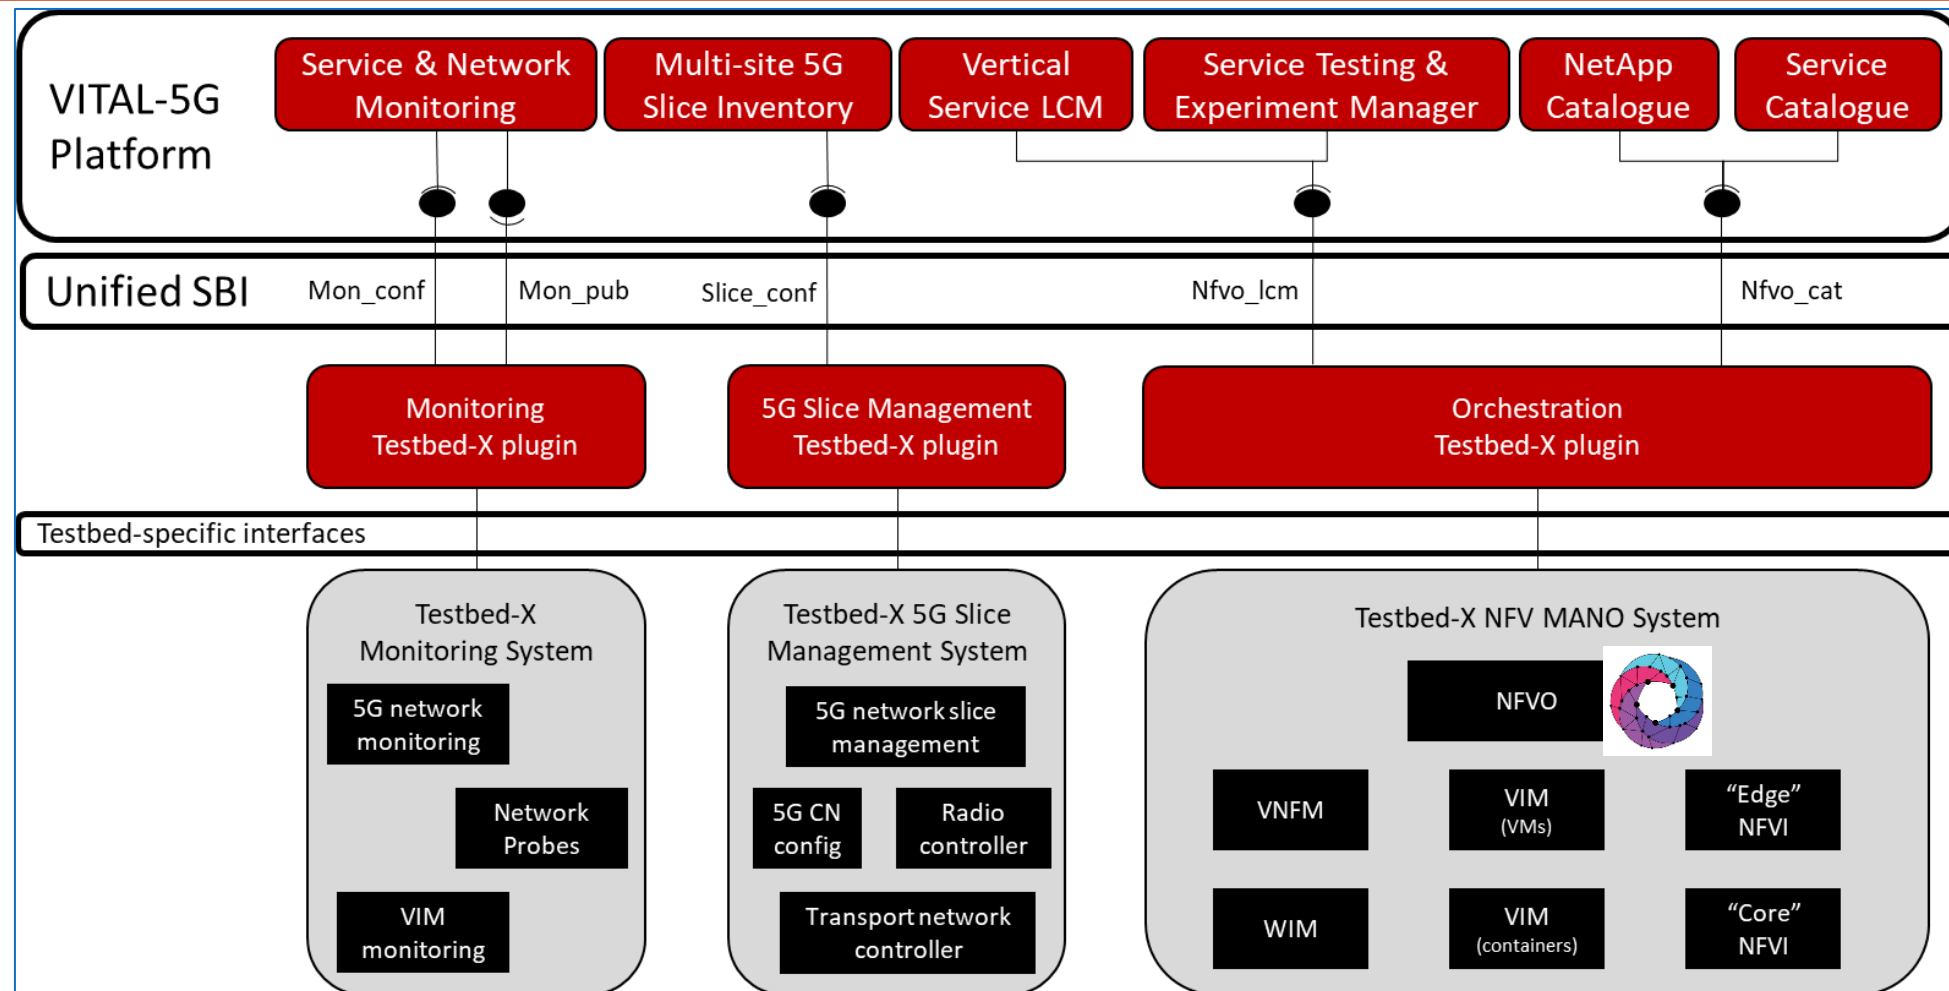 VITAL-5G
Platform
Service & Network
Monitoring
Multi-site 5G
Slice Inventory
Vertical
Service LCM
Service Testing &
Experiment Manager
NetApp
Catalogue
Service
Catalogue
Unified SBI
Mon_conf
Mon_pub
Slice_conf
Nfvo_lcm
Nfvo_cat
Monitoring
Testbed-X plugin
5G Slice Management
Testbed-X plugin
Orchestration
Testbed-X plugin
Testbed-specific interfaces
Testbed-X
Monitoring System
5G network
monitoring
Network
Probes
VIM
monitoring
Testbed-X 5G Slice
Management System
5G network slice
management
5G CN
config
Radio
controller
Transport network
controller
Testbed-X NFV MANO System
NFVO
VNFM
VIM
(VMs)
“Edge”
NFVI
WIM
VIM
(containers)
“Core”
NFVI